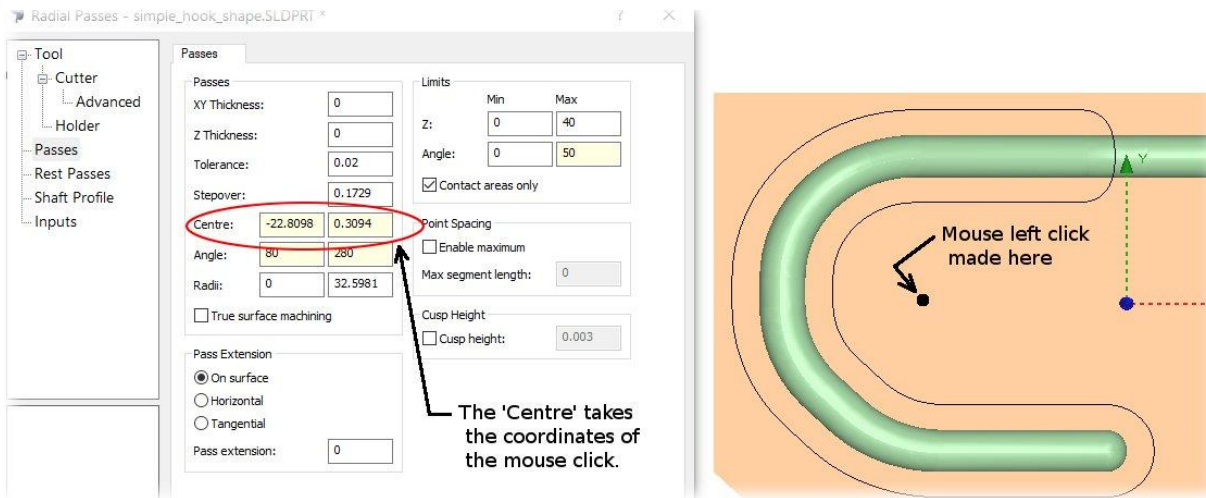 Radial Passes - simple_hook_shape.SLDPRT *
?
Tool
Cutter
Advanced
Holder
Passes
Rest Passes
Shaft Profile
Inputs
Passes
Passes
XY Thickness: 0
Z Thickness: 0
Tolerance: 0.02
Stepover: 0.1729
Centre: -22.8098 0.3094
Angle: 80 280
Radii: 0 32.5981
True surface machining
Pass Extension
On surface
Horizontal
Tangential
Pass extension: 0
Limits
Min Max
Z: 0 40
Angle: 0 50
Contact areas only
Point Spacing
Enable maximum
Max segment length: 0
Cusp Height
Cusp height: 0.003
The 'Centre' takes
the coordinates of
the mouse click.
Y
Mouse left click
made here